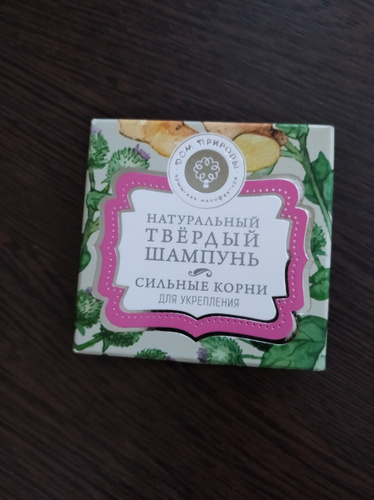 ДОМ ПРИРОДЫ
НАТУРАЛЬНЫЙ
ТВЁРДЫЙ
ШАМПУНЬ
СИЛЬНЫЕ КОРНИ
ДЛЯ УКРЕПЛЕНИЯ